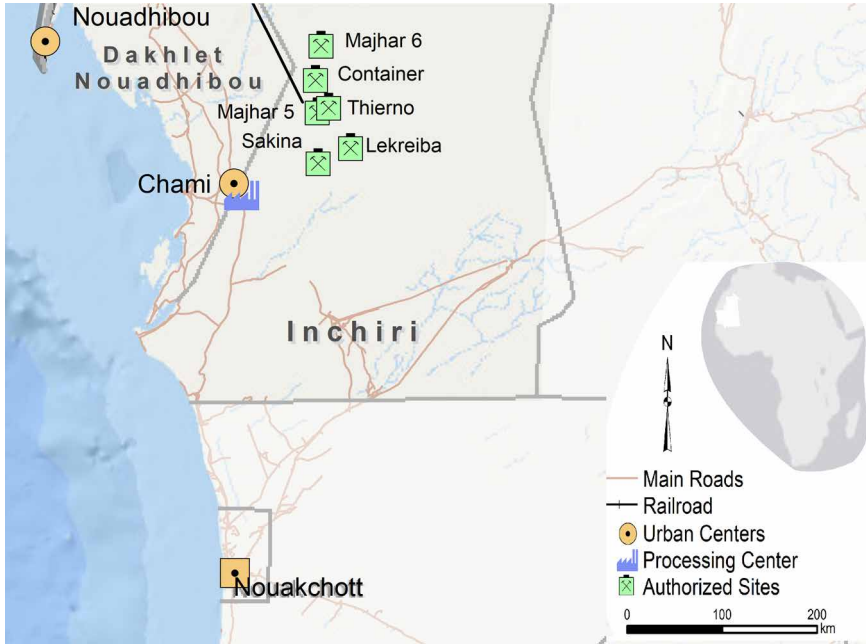 Nouadhibou
Majhar 6
Dakhlet
Nouadhibou
Container
Majhar 5
Thierno
Sakina
Lekreiba
Chami
Inchiri
N
Main Roads
Railroad
Urban Centers
Processing Center
Authorized Sites
Nouakchott
0 100 200
km